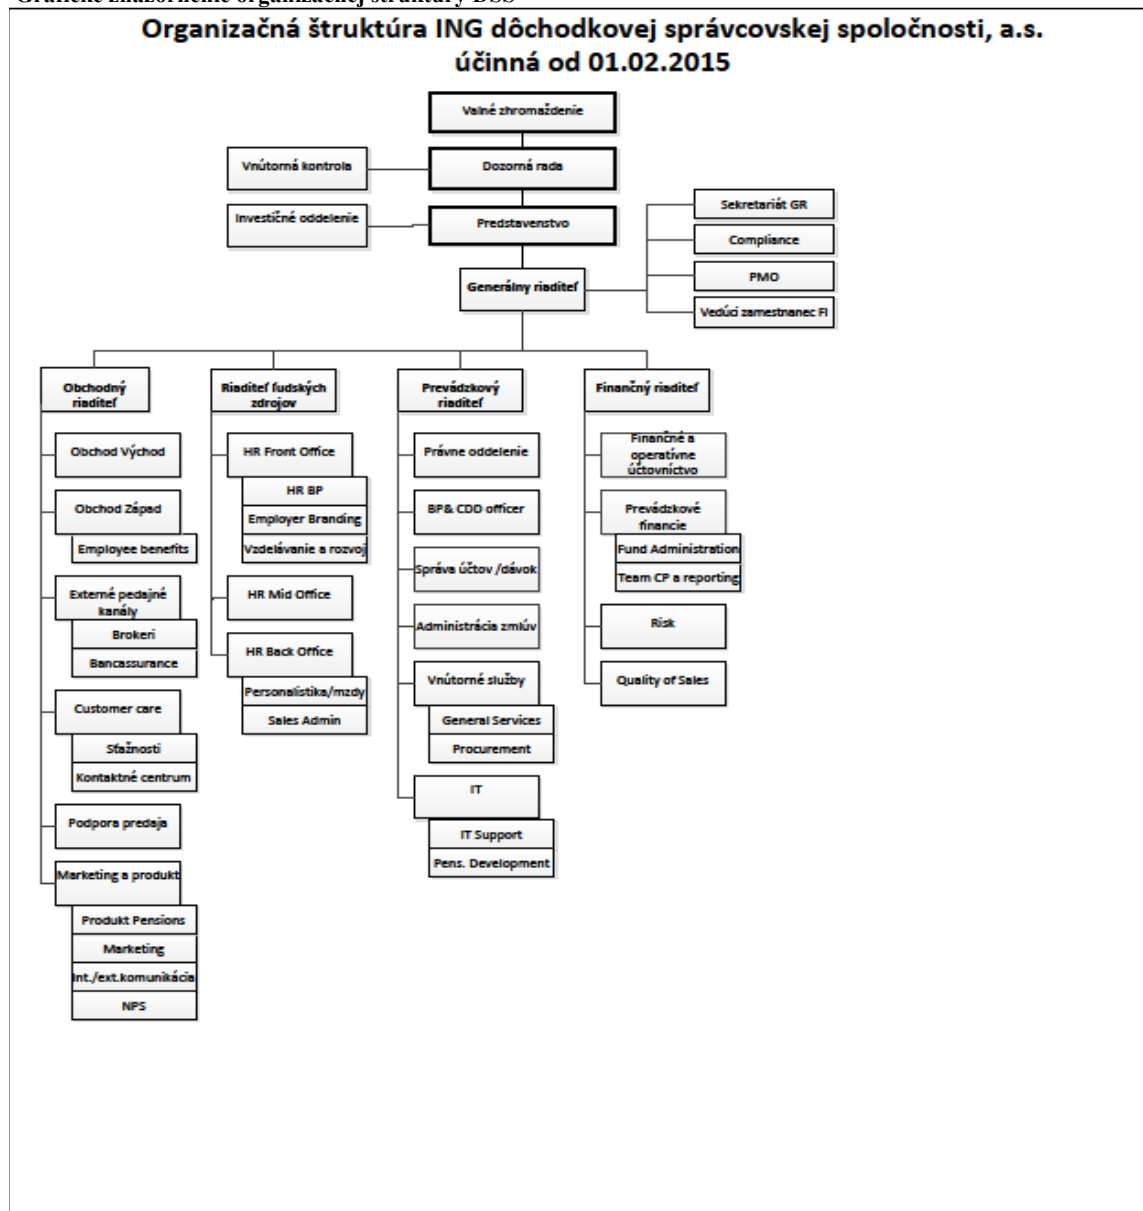 Grafické znázornenie organizačnej štruktúry DSS
Organizačná štruktúra ING dôchodkovej správcovskej spoločnosti, a.s.
účinná od 01.02.2015
Valné zhromaždenie
Vnútorná kontrola
Dozorná rada
Investičné oddelenie
Predstavenstvo
Sekretariát GR
Compliance
PMO
Vedúci zamestnanec FI
Generálny riaditeľ
Obchodný
riaditeľ
Obchod Východ
Obchod Západ
Employee benefits
Externé pedajné
kanály
Brokeri
Bancassurance
Customer care
Sťažnosti
Kontaktné centrum
Podpora predaja
Marketing a produkt
Produkt Pensions
Marketing
Int./ext.komunikácia
NPS
Riaditeľ ľudských
zdrojov
HR Front Office
HR BP
Employer Branding
Vzdelávanie a rozvoj
HR Mid Office
HR Back Office
Personalistika/mzdy
Sales Admin
Prevádzkový
riaditeľ
Právne oddelenie
BP& CDD officer
Správa účtov /dávok
Administrácia zmlúv
Vnútorné služby
General Services
Procurement
IT
IT Support
Pens. Development
Finančný riaditeľ
Finančné a
operatívne
účtovníctvo
Prevádzkové
financie
Fund Administration
Team CP a reporting
Risk
Quality of Sales